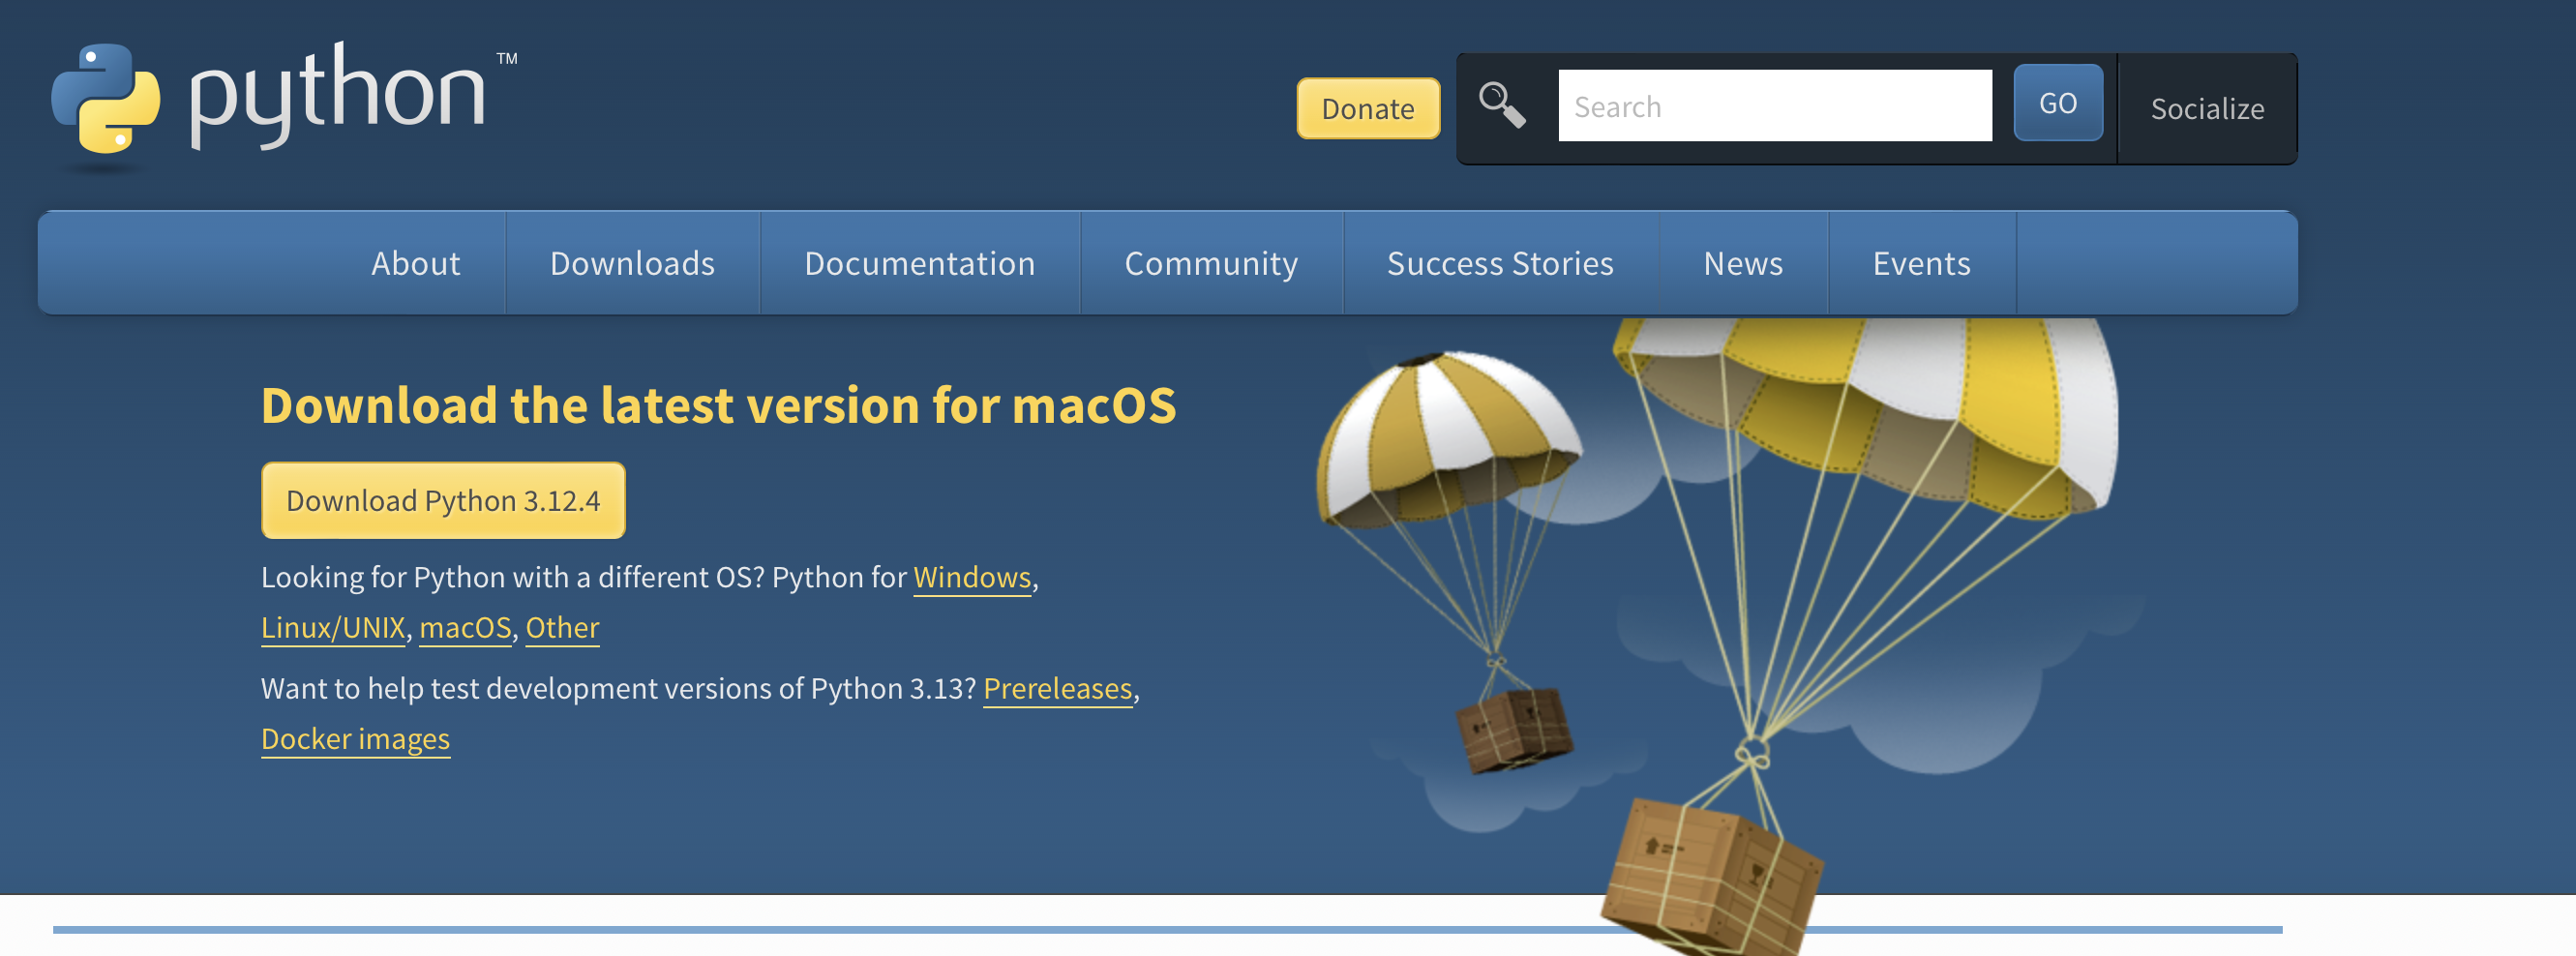 python™
Donate
Search
GO
Socialize
About
Downloads
Documentation
Community
Success Stories
News
Events
Download the latest version for macOS
Download Python 3.12.4
Looking for Python with a different OS? Python for Windows,
Linux/UNIX, macOS, Other
Want to help test development versions of Python 3.13? Prereleases,
Docker images